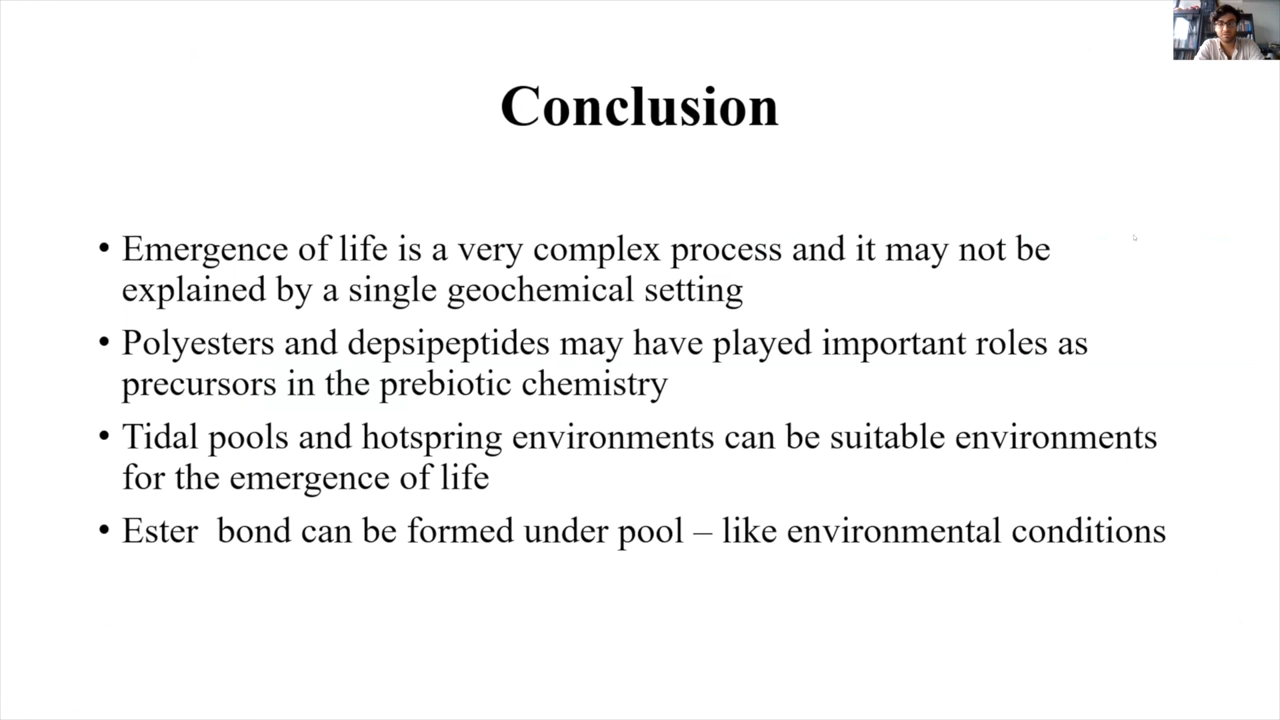 Conclusion
• Emergence of life is a very complex process and it may not be
explained by a single geochemical setting
• Polyesters and depsipeptides may have played important roles as
precursors in the prebiotic chemistry
• Tidal pools and hotspring environments can be suitable environments
for the emergence of life
• Ester  bond can be formed under pool – like environmental conditions